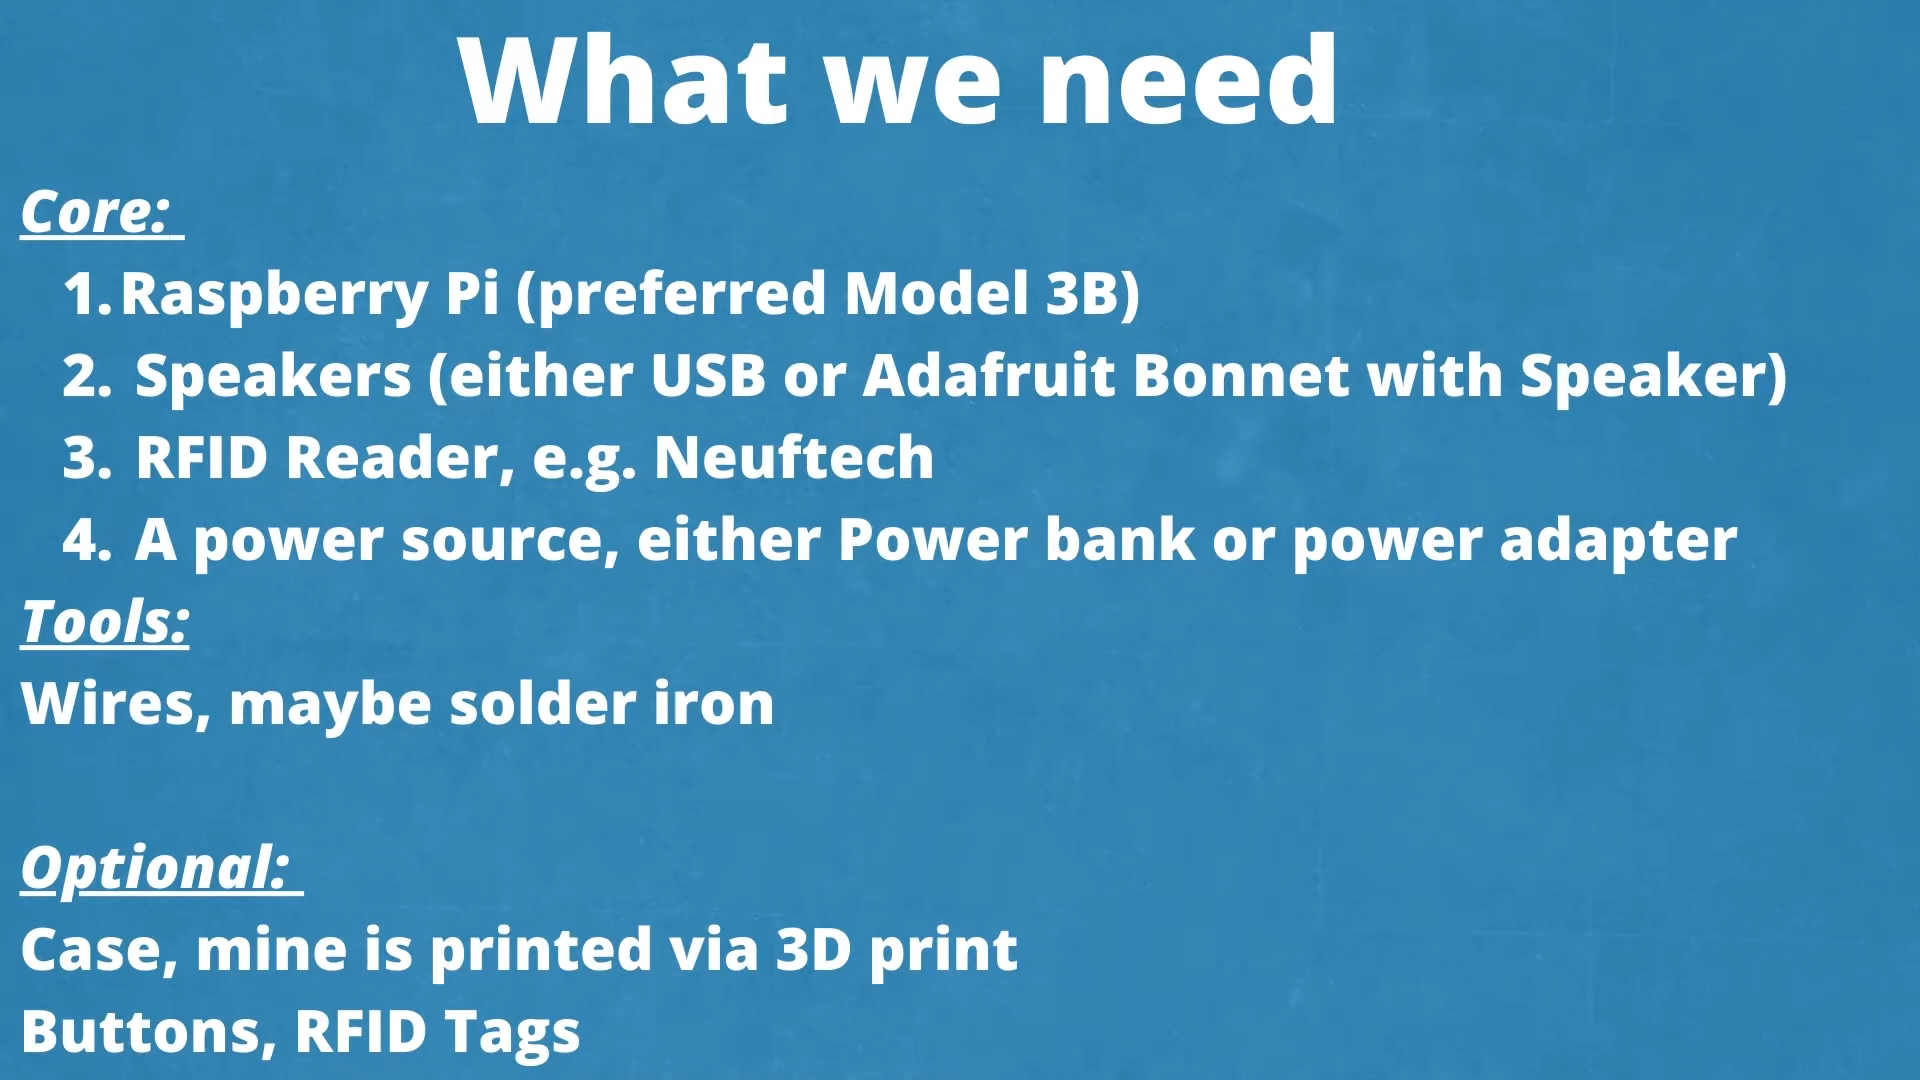 What we need
Core:
1. Raspberry Pi (preferred Model 3B)
2. Speakers (either USB or Adafruit Bonnet with Speaker)
3. RFID Reader, e.g. Neuftech
4. A power source, either Power bank or power adapter
Tools:
Wires, maybe solder iron
Optional:
Case, mine is printed via 3D print
Buttons, RFID Tags